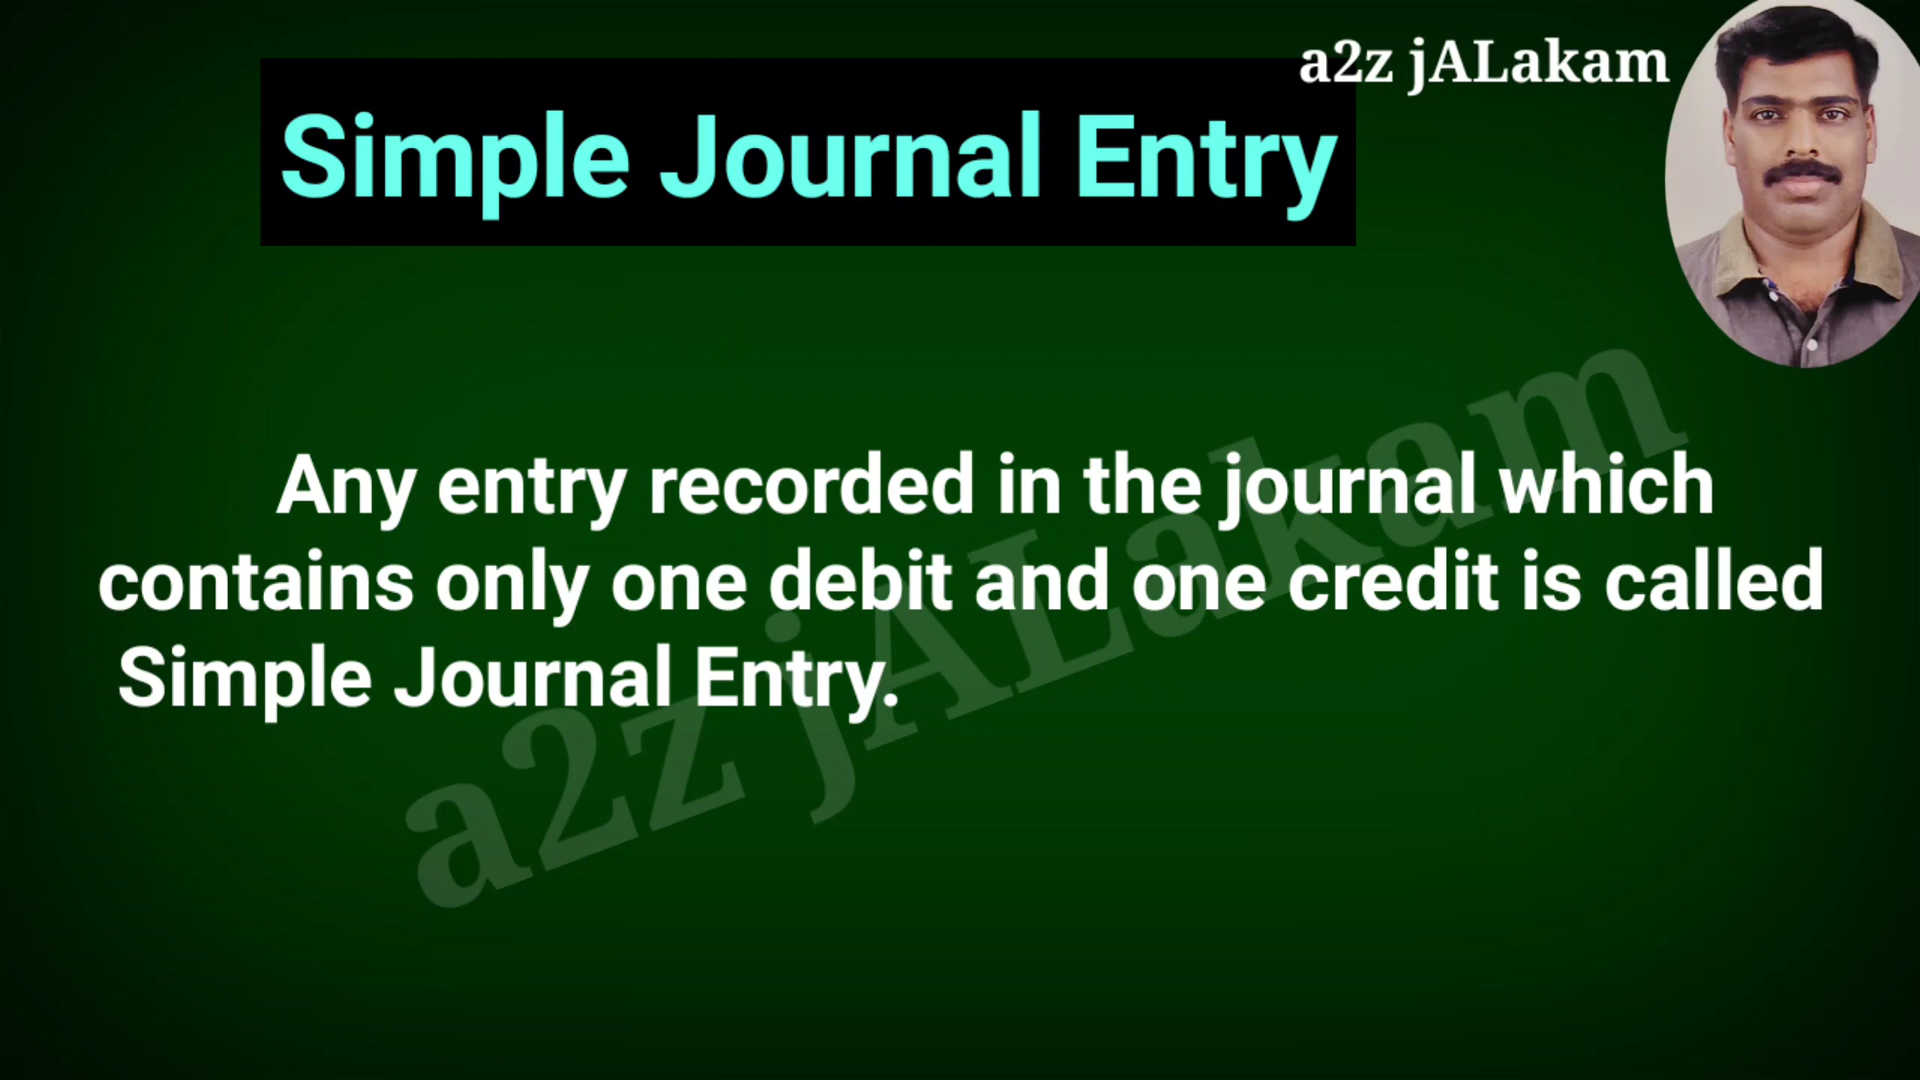 a2z jALakam
Simple Journal Entry
Any entry recorded in the journal which
contains only one debit and one credit is called
Simple Journal Entry.
a2z jALakam